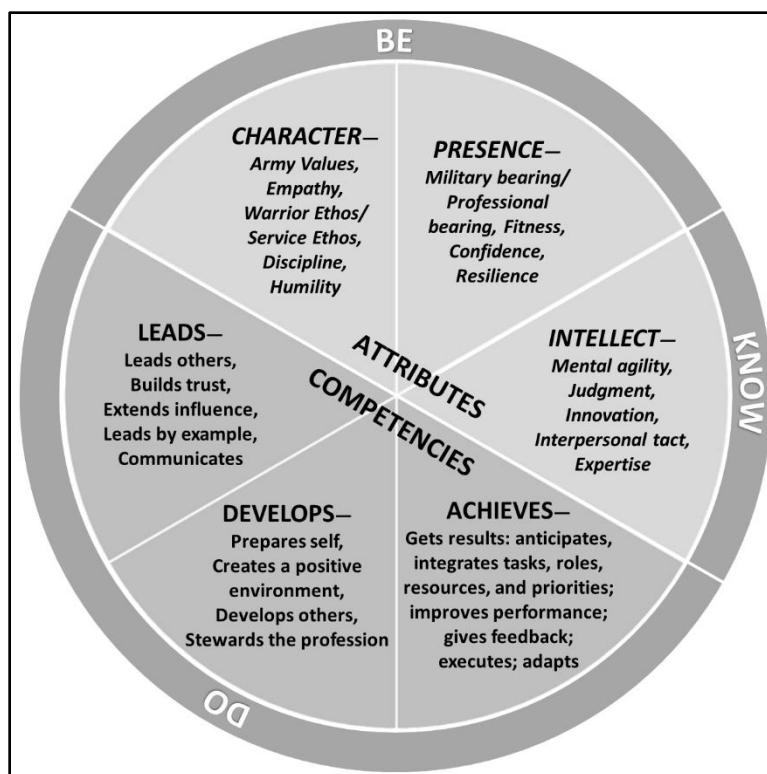 BE
CHARACTER—
Army Values,
Empathy,
Warrior Ethos/
Service Ethos,
Discipline,
Humility
PRESENCE—
Military bearing/
Professional
bearing, Fitness,
Confidence,
Resilience
KNOW
INTELLECT—
Mental agility,
Judgment,
Innovation,
Interpersonal tact,
Expertise
ATTRIBUTES
COMPETENCIES
LEADS—
Leads others,
Builds trust,
Extends influence,
Leads by example,
Communicates
DEVELOPS—
Prepares self,
Creates a positive
environment,
Develops others,
Stewards the profession
ACHIEVES—
Gets results: anticipates,
integrates tasks, roles,
resources, and priorities;
improves performance;
gives feedback;
executes; adapts
DO